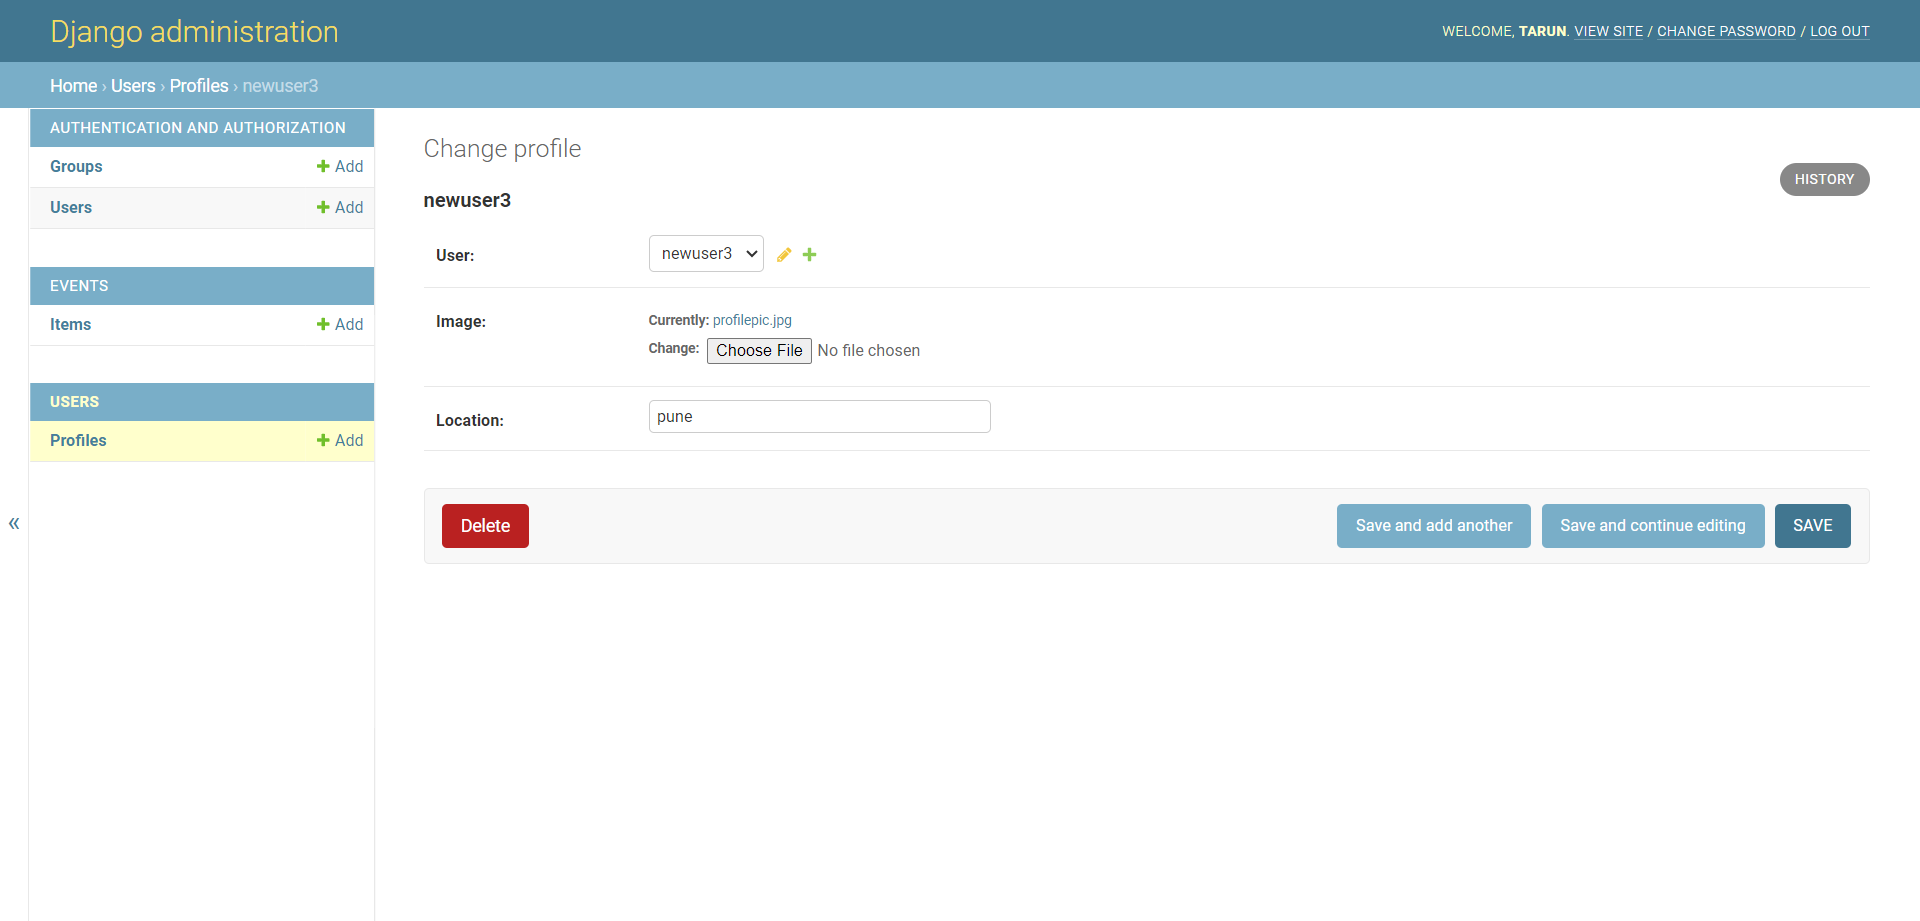 Django administration
WELCOME, TARUN. VIEW SITE / CHANGE PASSWORD / LOG OUT
Home › Users › Profiles › newuser3
AUTHENTICATION AND AUTHORIZATION
Groups Add
Users Add
EVENTS
Items Add
USERS
Profiles Add
«
Change profile
HISTORY
newuser3
User: newuser3
Image: Currently: profilepic.jpg
Change: Choose File No file chosen
Location: pune
Delete Save and add another Save and continue editing SAVE